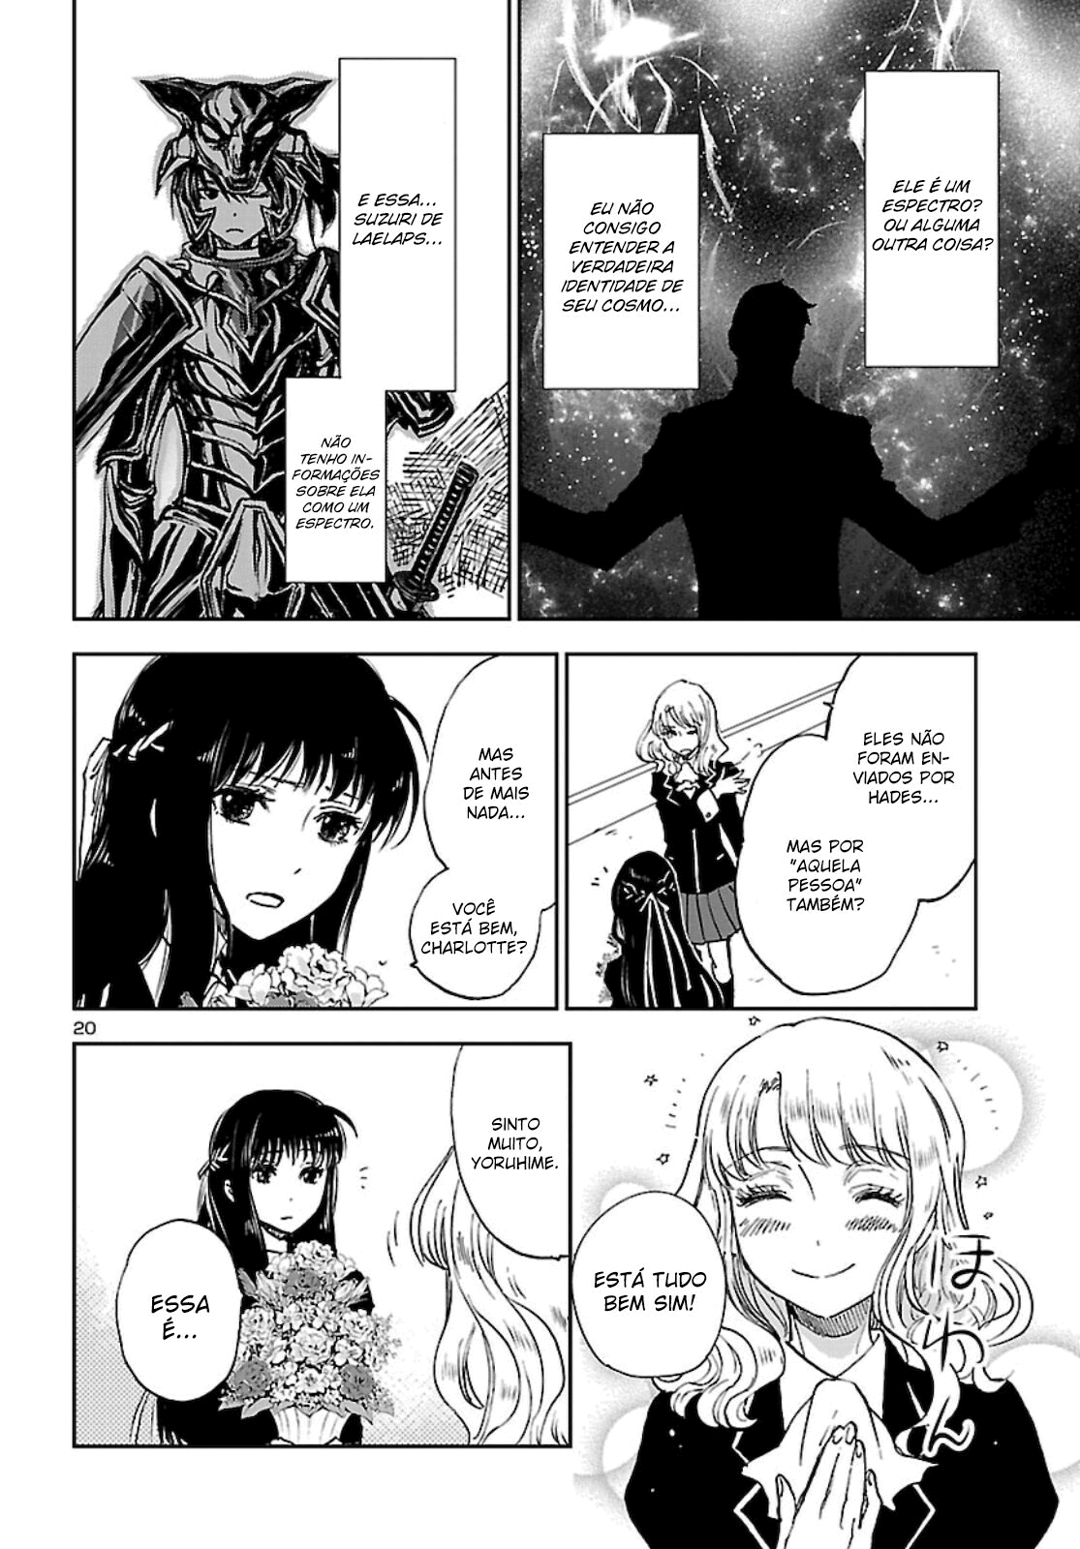 ELE É UM
ESPECTRO?
OU ALGUMA
OUTRA COISA?
EU NÃO
CONSIGO
ENTENDER A
VERDADEIRA
IDENTIDADE DE
SEU COSMO...
E ESSA...
SUZURI DE
LAELAPS...
NÃO
TENHO IN-
FORMAÇÕES
SOBRE ELA
COMO UM
ESPECTRO.
ELES NÃO
FORAM EN-
VIADOS POR
HADES...
MAS POR
"AQUELA
PESSOA"
TAMBÉM?
MAS
ANTES
DE MAIS
NADA...
VOCÊ
ESTÁ BEM,
CHARLOTTE?
20
ESTÁ TUDO
BEM SIM!
ほわん
SINTO
MUITO,
YORUHIME.
ESSA
É...